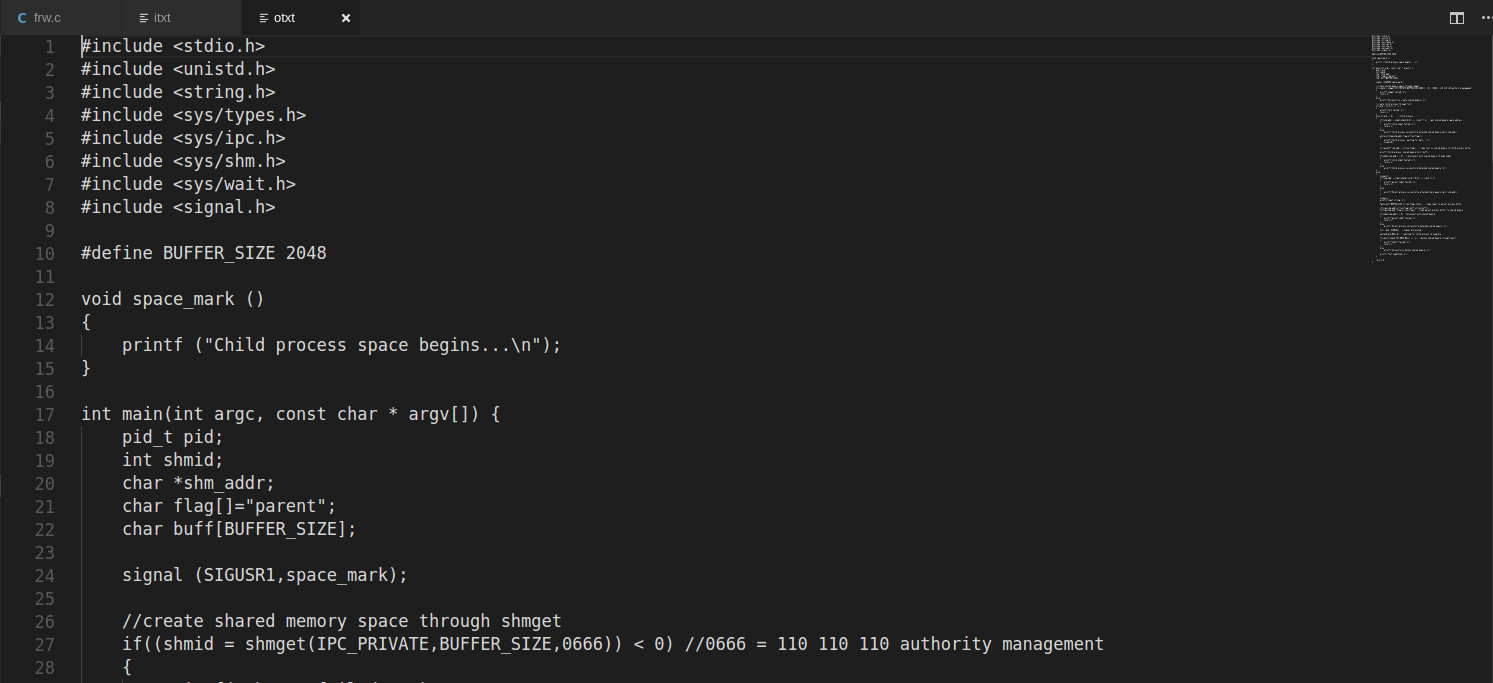 C frw.c itxt otxt ×
1 #include <stdio.h>
2 #include <unistd.h>
3 #include <string.h>
4 #include <sys/types.h>
5 #include <sys/ipc.h>
6 #include <sys/shm.h>
7 #include <sys/wait.h>
8 #include <signal.h>
9
10 #define BUFFER_SIZE 2048
11
12 void space_mark ()
13 {
14     printf ("Child process space begins...\n");
15 }
16
17 int main(int argc, const char * argv[]) {
18     pid_t pid;
19     int shmid;
20     char *shm_addr;
21     char flag[]="parent";
22     char buff[BUFFER_SIZE];
23
24     signal (SIGUSR1,space_mark);
25
26     //create shared memory space through shmget
27     if((shmid = shmget(IPC_PRIVATE,BUFFER_SIZE,0666)) < 0) //0666 = 110 110 110 authority management
28     {